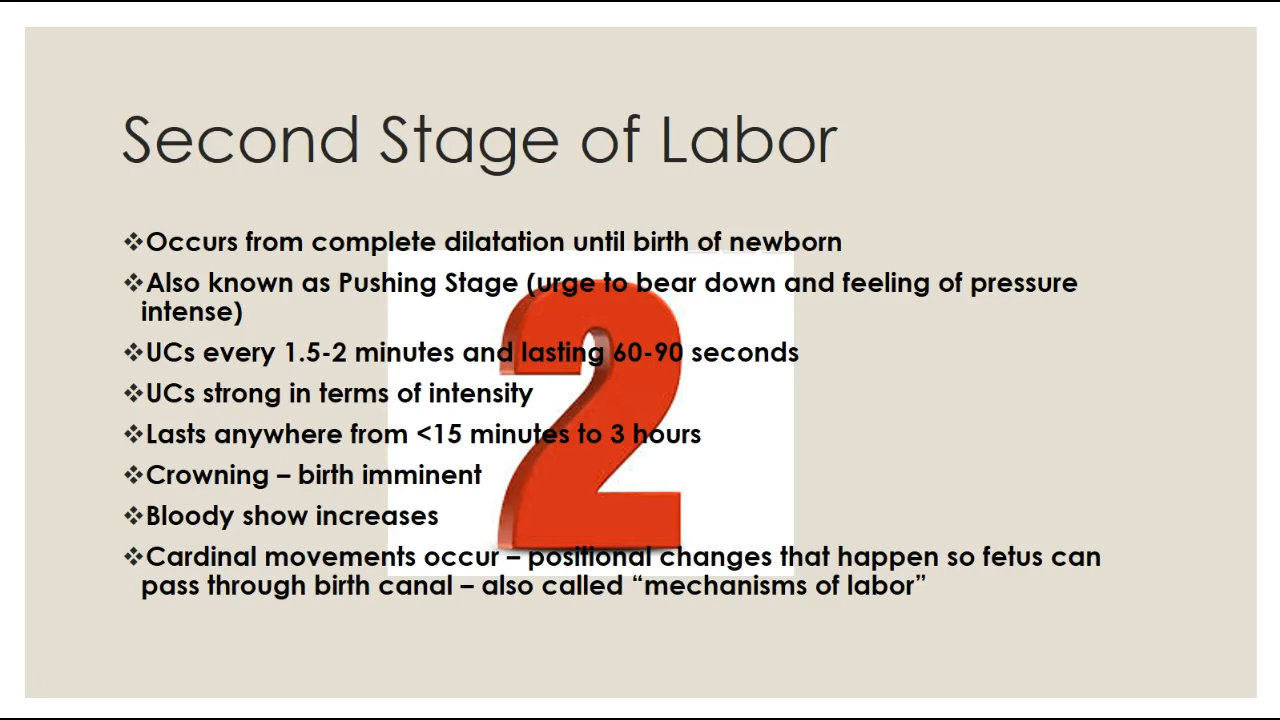 Second Stage of Labor
❖Occurs from complete dilatation until birth of newborn
❖Also known as Pushing Stage (urge to bear down and feeling of pressure
intense)
❖UCs every 1.5-2 minutes and lasting 60-90 seconds
❖UCs strong in terms of intensity
❖Lasts anywhere from <15 minutes to 3 hours
❖Crowning – birth imminent
❖Bloody show increases
❖Cardinal movements occur – positional changes that happen so fetus can
pass through birth canal – also called “mechanisms of labor”
2